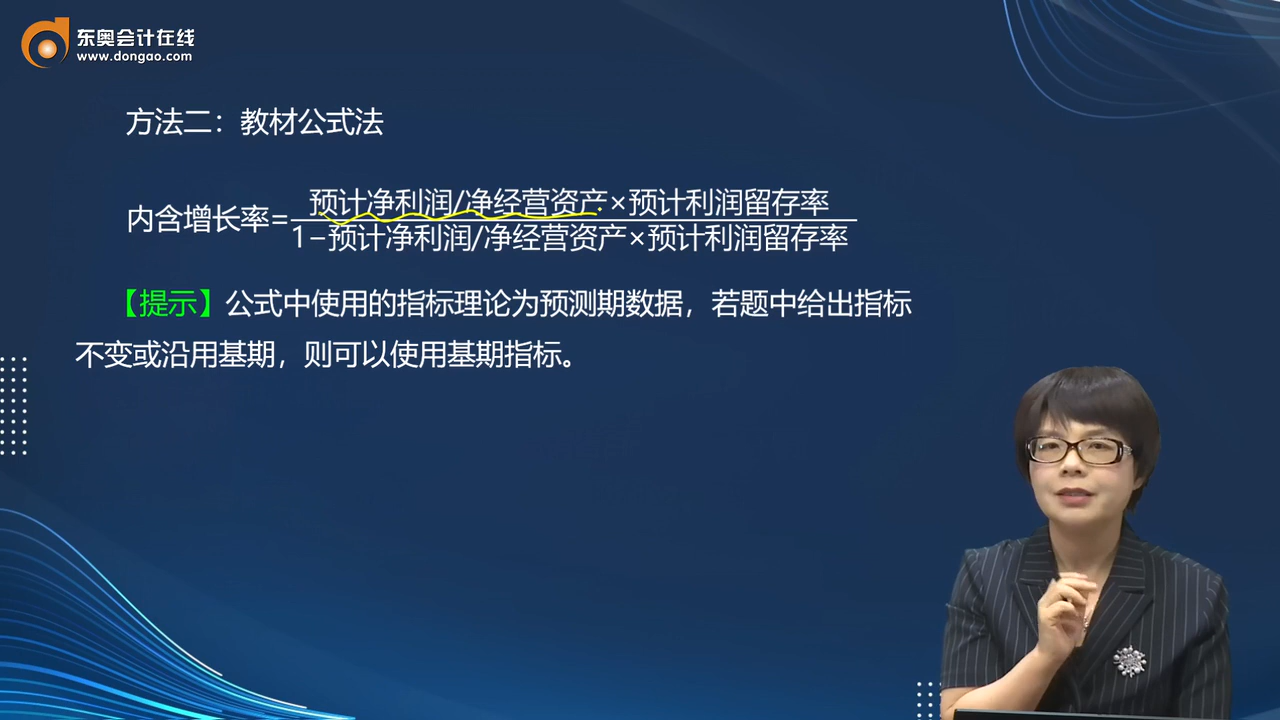 东奥会计在线
www.dongao.com
方法二：教材公式法
内含增长率=
预计净利润/净经营资产×预计利润留存率
1−预计净利润/净经营资产×预计利润留存率
【提示】公式中使用的指标理论为预测期数据，若题中给出指标
不变或沿用基期，则可以使用基期指标。